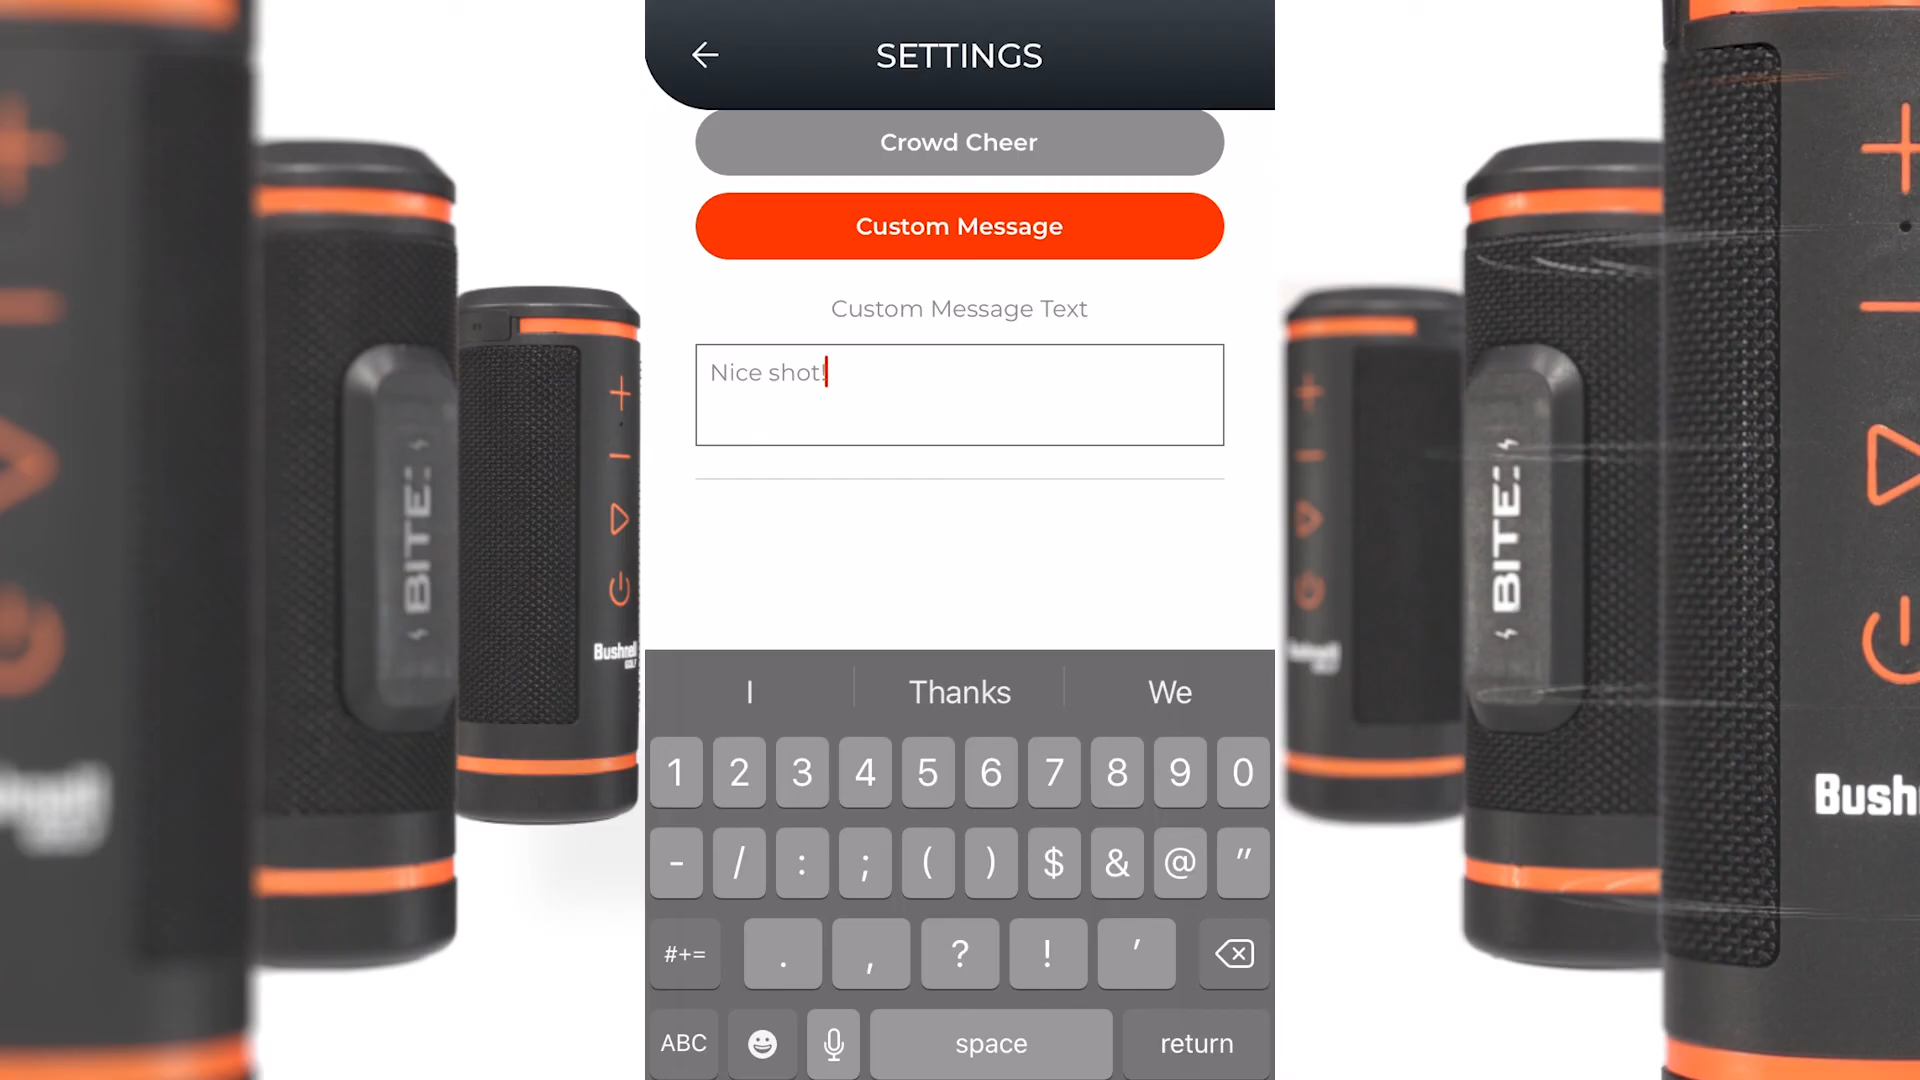 SETTINGS
Crowd Cheer
Custom Message
Custom Message Text
Nice shot!
I Thanks We
1 2 3 4 5 6 7 8 9 0
- / : ; ( ) $ & @ "
#+= . , ? ! '
ABC space return
BITE
Bushnell
GOLF
BITE
Bush